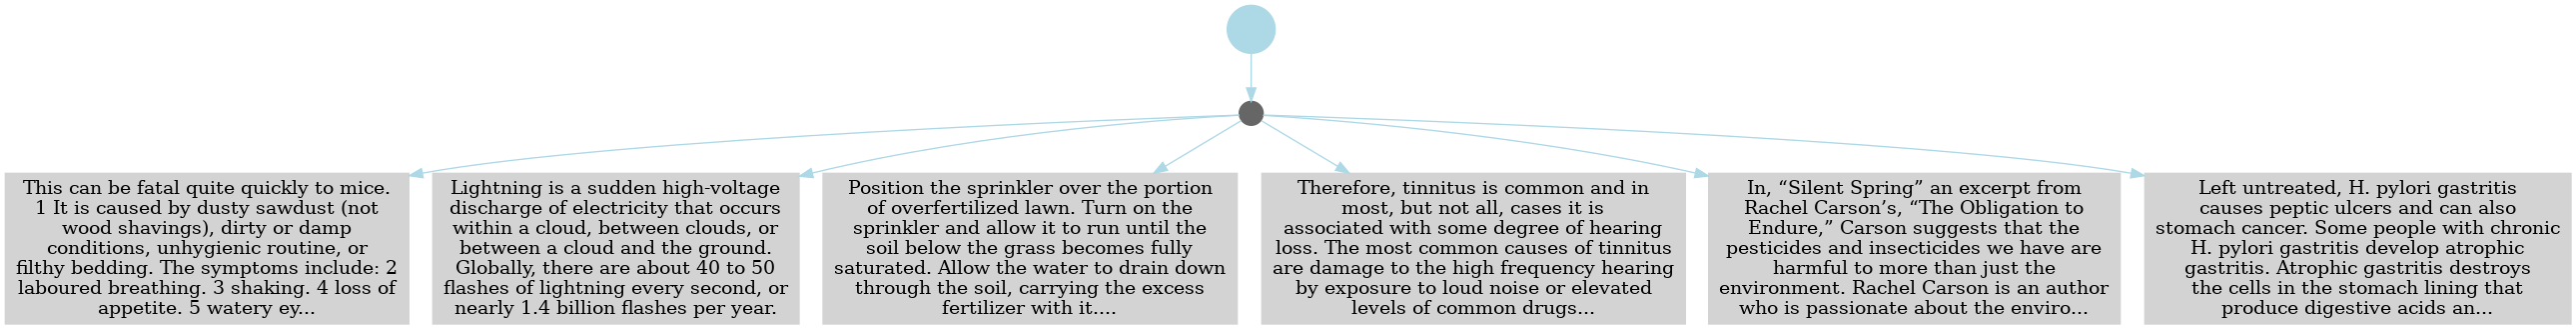 This can be fatal quite quickly to mice.
1 It is caused by dusty sawdust (not
wood shavings), dirty or damp
conditions, unhygienic routine, or
filthy bedding. The symptoms include: 2
laboured breathing. 3 shaking. 4 loss of
appetite. 5 watery ey...
Lightning is a sudden high-voltage
discharge of electricity that occurs
within a cloud, between clouds, or
between a cloud and the ground.
Globally, there are about 40 to 50
flashes of lightning every second, or
nearly 1.4 billion flashes per year.
Position the sprinkler over the portion
of overfertilized lawn. Turn on the
sprinkler and allow it to run until the
soil below the grass becomes fully
saturated. Allow the water to drain down
through the soil, carrying the excess
fertilizer with it....
Therefore, tinnitus is common and in
most, but not all, cases it is
associated with some degree of hearing
loss. The most common causes of tinnitus
are damage to the high frequency hearing
by exposure to loud noise or elevated
levels of common drugs...
In, “Silent Spring” an excerpt from
Rachel Carson’s, “The Obligation to
Endure,” Carson suggests that the
pesticides and insecticides we have are
harmful to more than just the
environment. Rachel Carson is an author
who is passionate about the enviro...
Left untreated, H. pylori gastritis
causes peptic ulcers and can also
stomach cancer. Some people with chronic
H. pylori gastritis develop atrophic
gastritis. Atrophic gastritis destroys
the cells in the stomach lining that
produce digestive acids an...